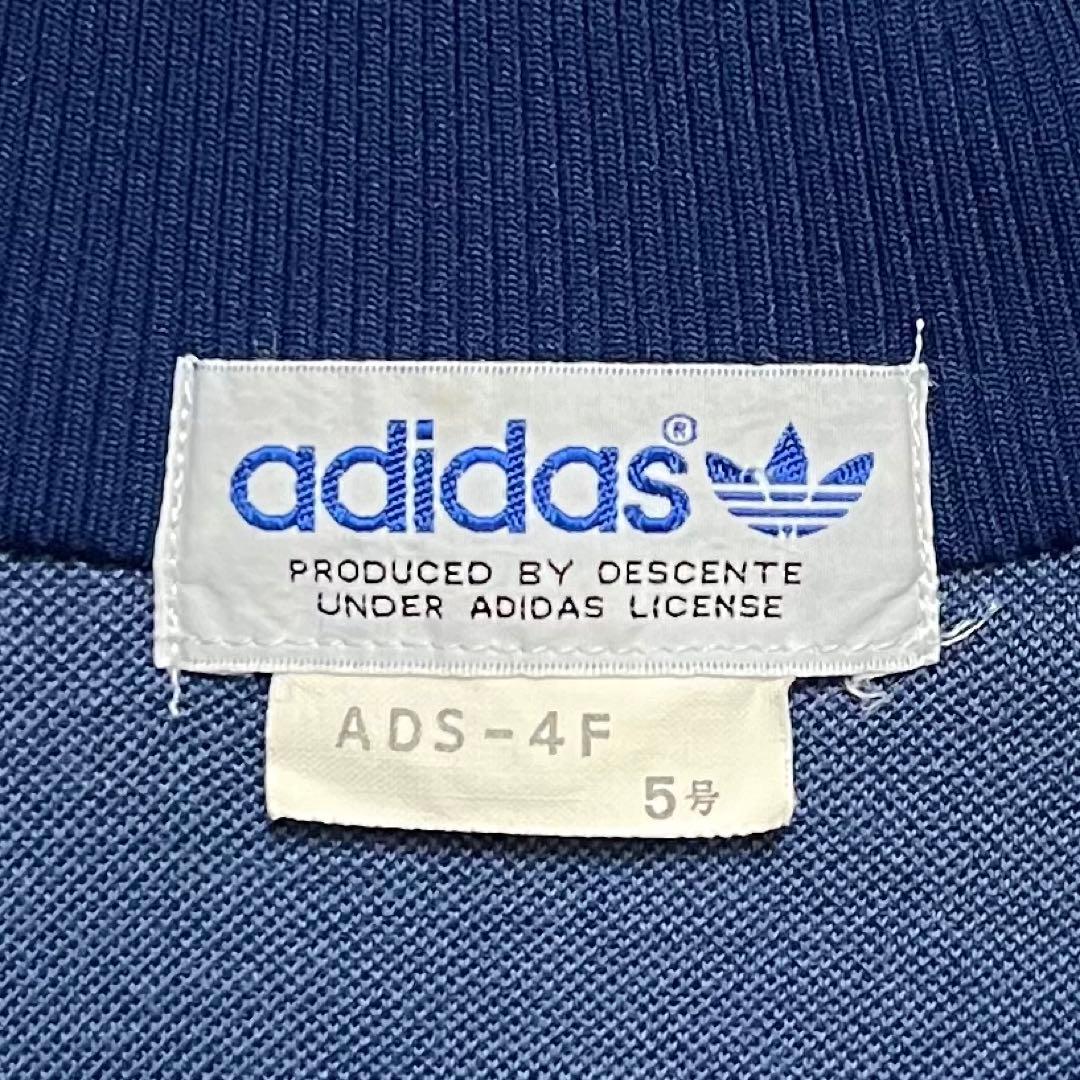 adidas®
PRODUCED BY DESCENTE
UNDER ADIDAS LICENSE
ADS-4F
5号